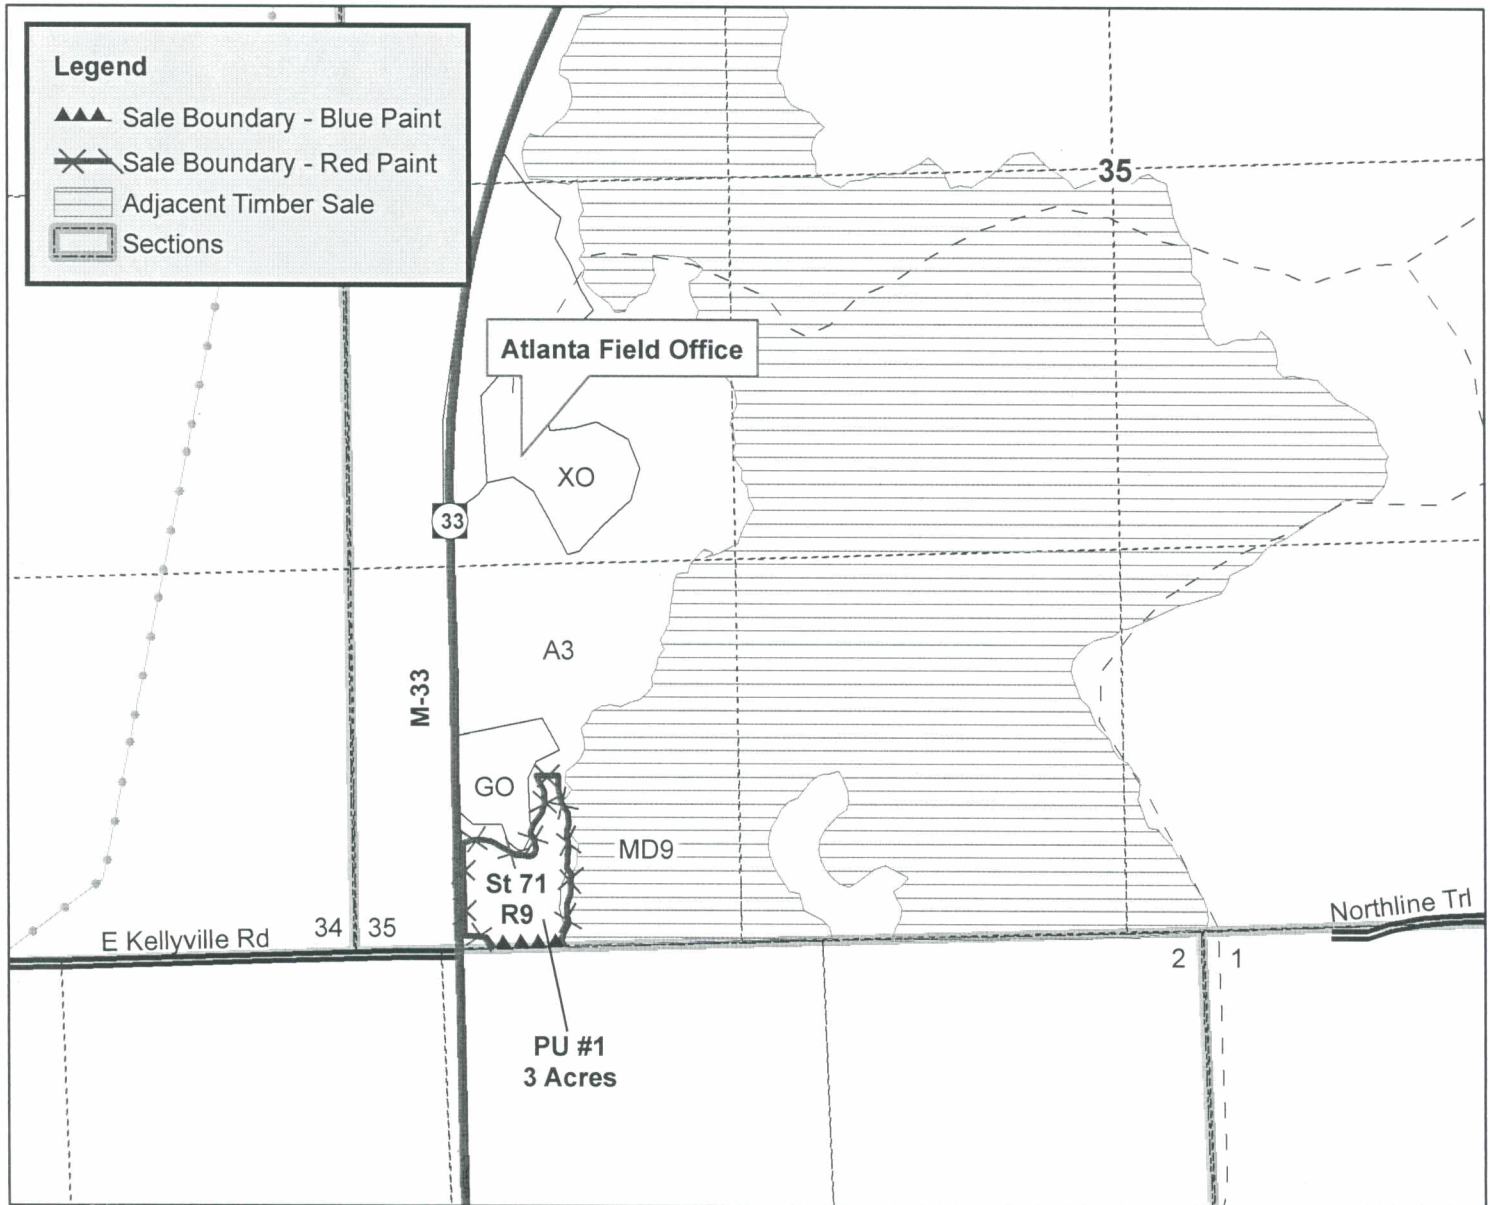 Legend
Sale Boundary - Blue Paint
Sale Boundary - Red Paint
Adjacent Timber Sale
Sections
35
Atlanta Field Office
XO
33
A3
M-33
GO
MD9
St 71
R9
34 35
E Kellyville Rd
Northline Trl
2 1
PU #1
3 Acres